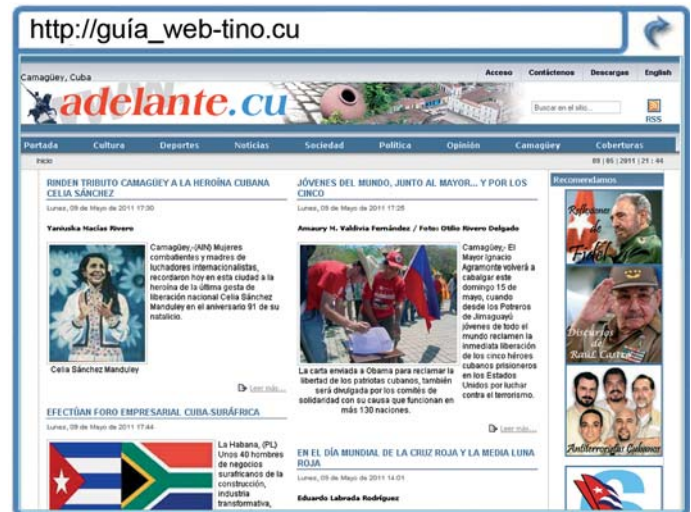 http://guía_web-tino.cu
Camagüey, Cuba
Acceso Contáctenos Descargas English
adelante.cu
Buscar en el sitio...
RSS
Portada Cultura Deportes Noticias Sociedad Política Opinión Camagüey Coberturas
Inicio
09 | 05 | 2011 | 21 : 44
RINDEN TRIBUTO CAMAGÜEY A LA HEROÍNA CUBANA
CELIA SÁNCHEZ
Lunes, 09 de Mayo de 2011 17:30
Yaniuska Macías Rivero
Camagüey,-(AIN) Mujeres
combatientes y madres de
luchadores internacionalistas,
recordaron hoy en esta ciudad a la
heroína de la última gesta de
liberación nacional Celia Sánchez
Manduley en el aniversario 91 de su
natalicio.
Celia Sánchez Manduley
Leer más...
EFECTÚAN FORO EMPRESARIAL CUBA-SURÁFRICA
Lunes, 09 de Mayo de 2011 17:44
La Habana, (PL)
Unos 40 hombres
de negocios
surafricanos de la
construcción,
industria
transformativa,
JÓVENES DEL MUNDO, JUNTO AL MAYOR... Y POR LOS
CINCO
Lunes, 09 de Mayo de 2011 17:25
Amaury M. Valdivia Fernández / Foto: Otilio Rivero Delgado
Camagüey,- El
Mayor Ignacio
Agramonte volverá a
cabalgar este
domingo 15 de
mayo, cuando
desde los Potreros
de Jimaguayú
jóvenes de todo el
mundo reclamen la
inmediata liberación
de los cinco héroes
cubanos prisioneros
en los Estados
Unidos por luchar
contra el terrorismo.
La carta enviada a Obama para reclamar la
libertad de los patriotas cubanos, también
será divulgada por los comités de
solidaridad con su causa que funcionan en
más 130 naciones.
Leer más...
EN EL DÍA MUNDIAL DE LA CRUZ ROJA Y LA MEDIA LUNA
ROJA
Lunes, 09 de Mayo de 2011 14:01
Eduardo Labrada Rodríguez
Recomendamos
Reflexiones
de
Fidel
Discursos
de
Raúl Castro
Antiterroristas Cubanos